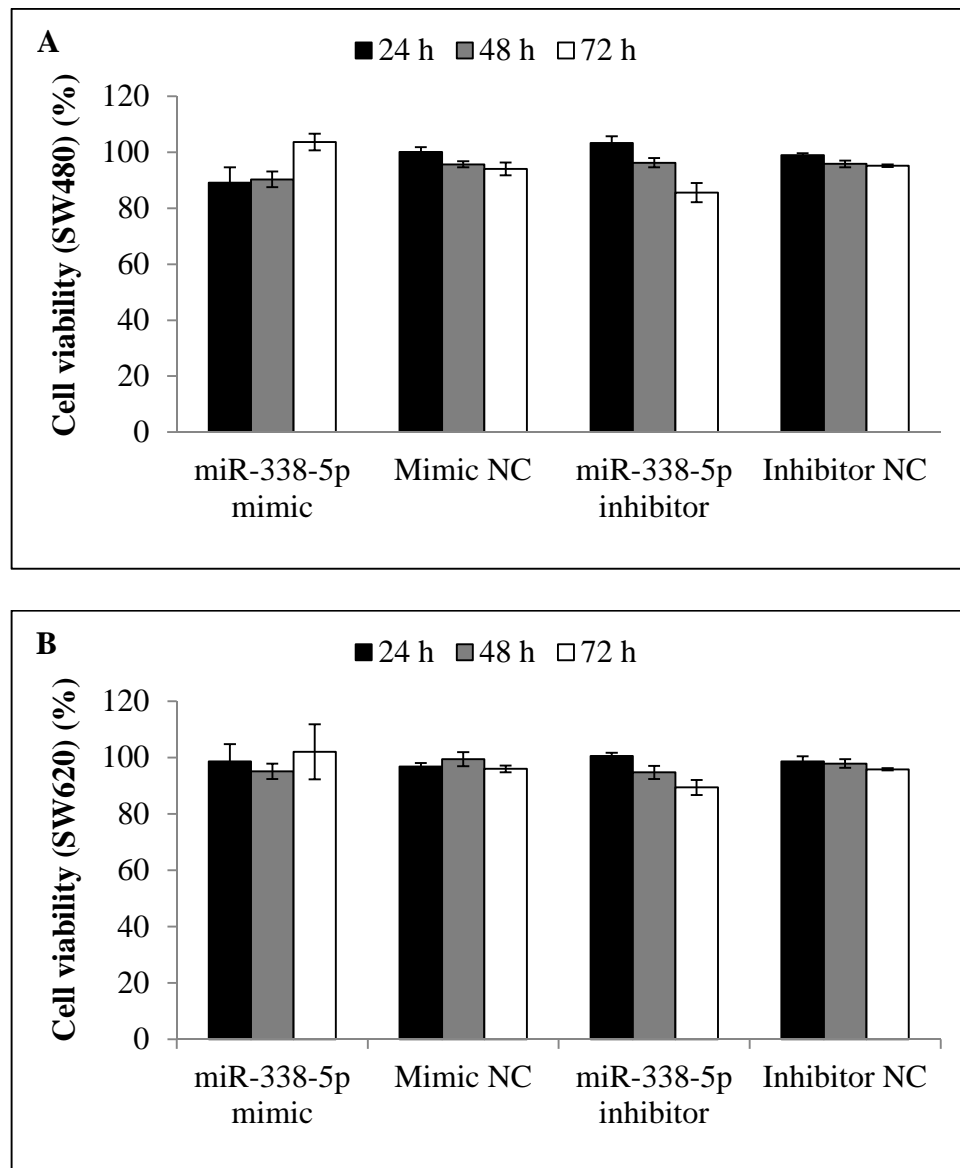 A
24 h 48 h 72 h
Cell viability (SW480) (%)
120
100
80
60
40
20
0
miR-338-5p mimic
Mimic NC
miR-338-5p inhibitor
Inhibitor NC
B
24 h 48 h 72 h
Cell viability (SW620) (%)
120
100
80
60
40
20
0
miR-338-5p mimic
Mimic NC
miR-338-5p inhibitor
Inhibitor NC